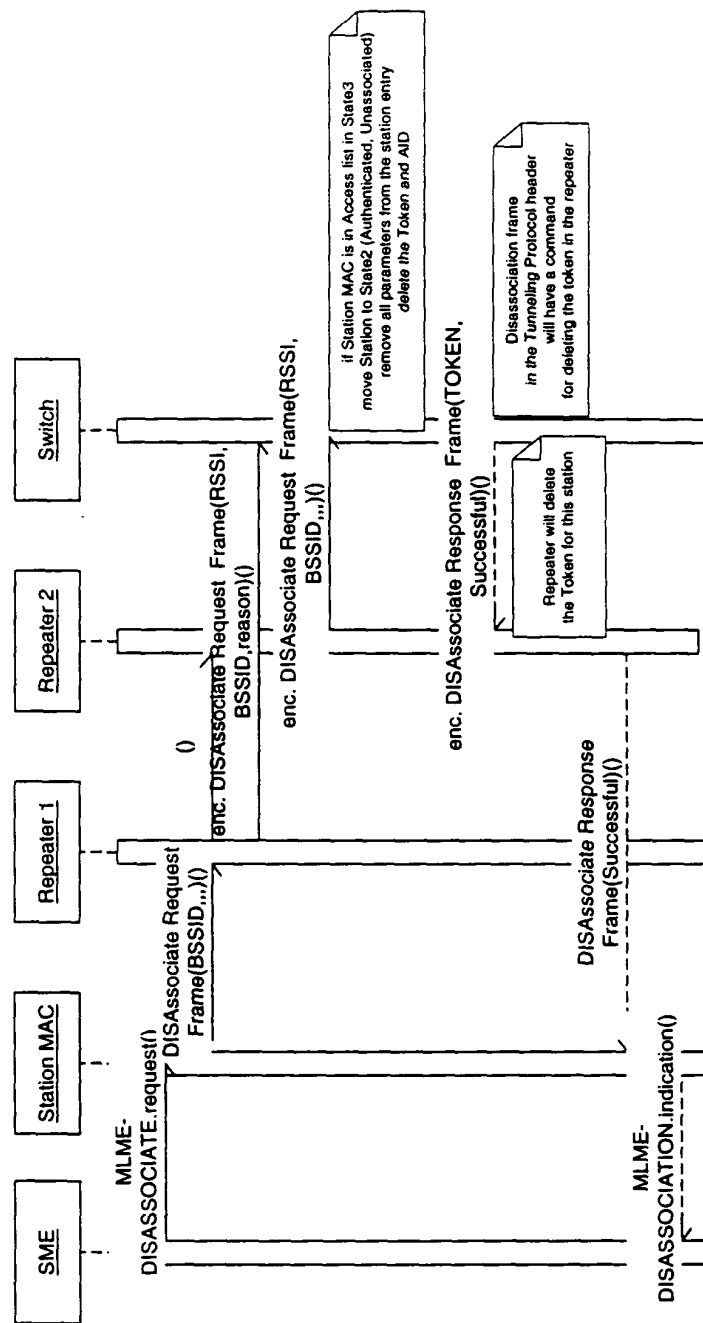 SME
Station MAC
Repeater 1
Repeater 2
Switch
MLME-
DISASSOCIATE.request()
DISAssociate Request
Frame(BSSID,,,)()
()
enc. DISAssociate Request Frame(RSSI,
BSSID,reason)()
enc. DISAssociate Request Frame(RSSI,
BSSID,,,)()
if Station MAC is in Access list in State3
move Station to State2 (Authenticated, Unassociated)
remove all parameters from the station entry
delete the Token and AID
enc. DISAssociate Response Frame(TOKEN,
Successful)()
Disassociation frame
in the Tunneling Protocol header
will have a command
for deleting the token in the repeater
Repeater will delete
the Token for this station
DISAssociate Response
Frame(Successful)()
MLME-
DISASSOCIATION.indication()